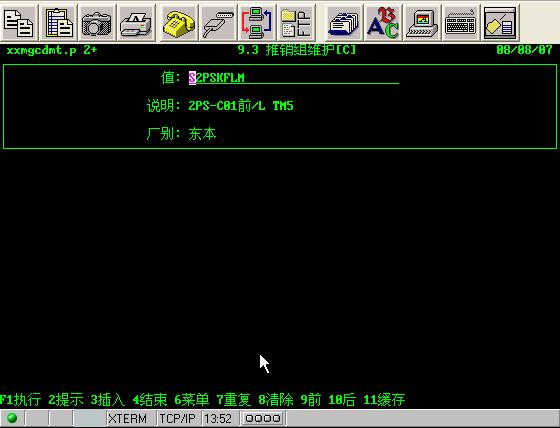 xxmgcdmt.p 2+ 9.3 推销组维护[C] 08/08/07
值: S2PSKFLM
说明: 2PS-C01前/L TM5
厂别: 东本
F1执行 2提示 3插入 4结束 6菜单 7重复 8清除 9前 10后 11缓存
XTERM TCP/IP 13:52